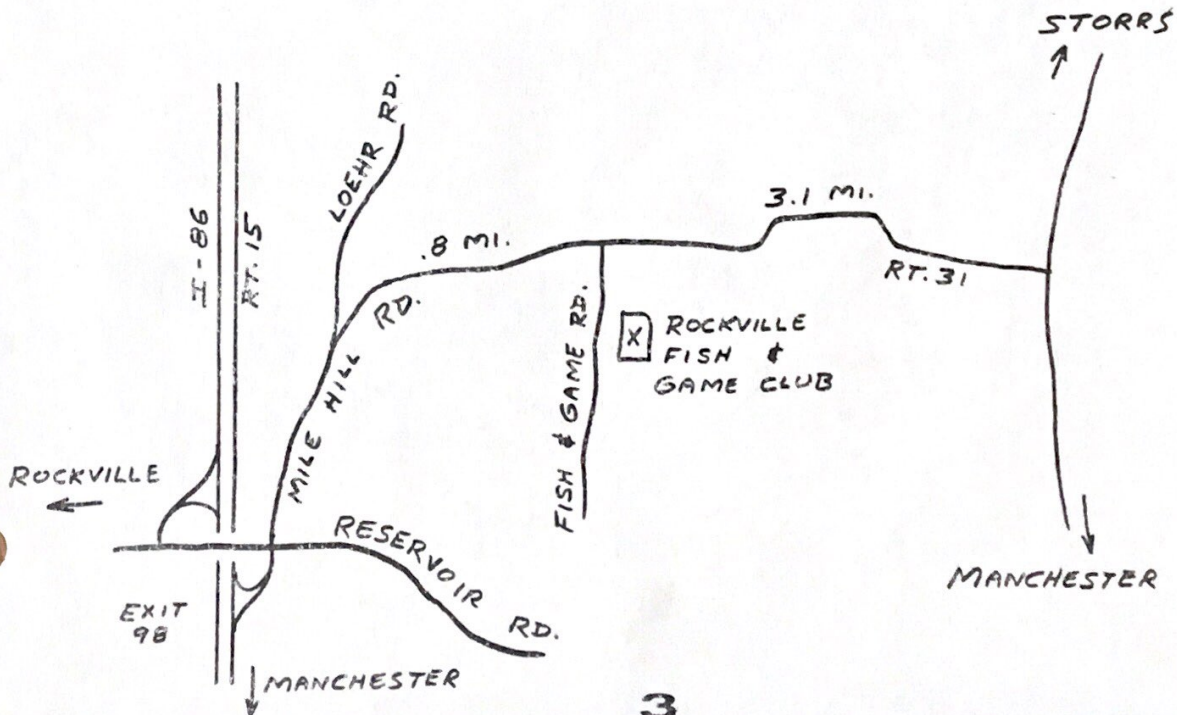 STORRS
LOEHR RD.
3.1 MI.
I-86
RT. 15
.8 MI.
RT. 31
MILE HILL RD.
FISH & GAME RD.
X
ROCKVILLE
FISH &
GAME CLUB
ROCKVILLE
RESERVOIR RD.
EXIT
98
MANCHESTER
MANCHESTER
3